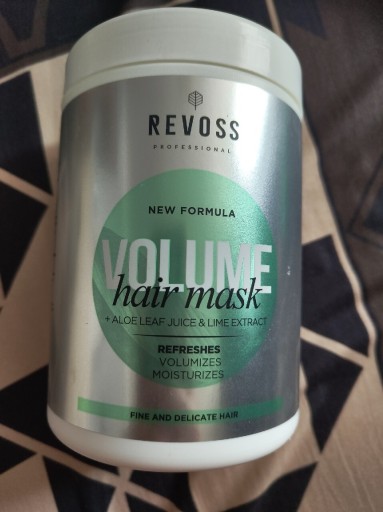 REVOSS
PROFESSIONAL
NEW FORMULA
VOLUME
hair mask
+ ALOE LEAF JUICE & LIME EXTRACT
REFRESHES
VOLUMIZES
MOISTURIZES
FINE AND DELICATE HAIR